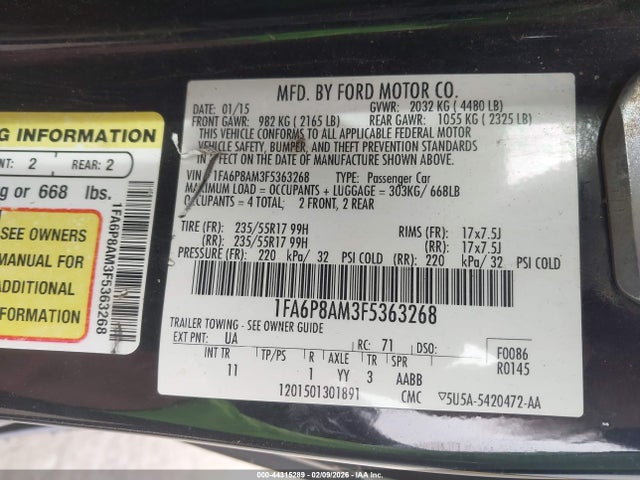 MFD. BY FORD MOTOR CO.
DATE: 01/15 GVWR: 2032 KG ( 4480 LB)
FRONT GAWR: 982 KG ( 2165 LB) REAR GAWR: 1055 KG ( 2325 LB)
THIS VEHICLE CONFORMS TO ALL APPLICABLE FEDERAL MOTOR
VEHICLE SAFETY, BUMPER, AND THEFT PREVENTION STANDARDS
IN EFFECT ON THE DATE OF MANUFACTURE SHOWN ABOVE.
VIN: 1FA6P8AM3F5363268 TYPE: Passenger Car
MAXIMUM LOAD = OCCUPANTS + LUGGAGE = 303KG/ 668LB
OCCUPANTS = 4 TOTAL: 2 FRONT, 2 REAR
TIRE (FR): 235/55R17 99H RIMS (FR): 17x7.5J
(RR): 235/55R17 99H (RR): 17x7.5J
PRESSURE (FR): 220 kPa/ 32 PSI COLD (RR): 220 kPa/ 32 PSI COLD
1FA6P8AM3F5363268
TRAILER TOWING - SEE OWNER GUIDE
EXT PNT: UA RC: 71 DSO: F0086
R0145
INT TR TP/PS R AXLE TR SPR
11 1 YY 3 AABB
1201501301891 CMC ▽5U5A-5420472-AA
G INFORMATION
NT: 2 REAR: 2
g or 668 lbs.
SEE OWNERS
MANUAL FOR
ADDITIONAL
INFORMATION
1FA6P8AM3F5363268
000-44315289 - 02/09/2026 - IAAI - COPART